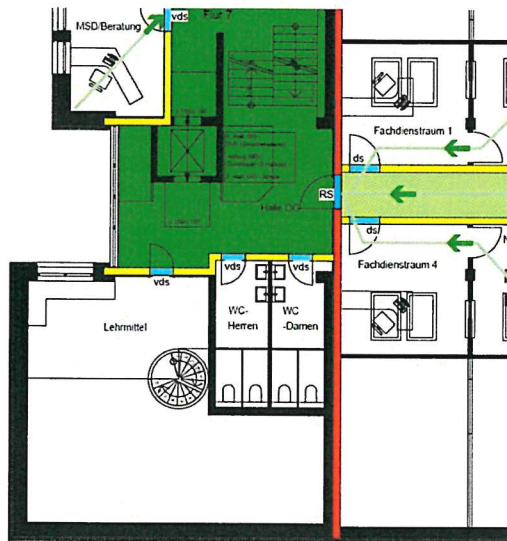 Flur 7
MSD/Beratung
vds
Fachdienstraum 1
ds
RS
Halle OG
ds
vds
vds
vds
Fachdienstraum 4
Lehrmittel
WC-
Herren
WC
-Damen